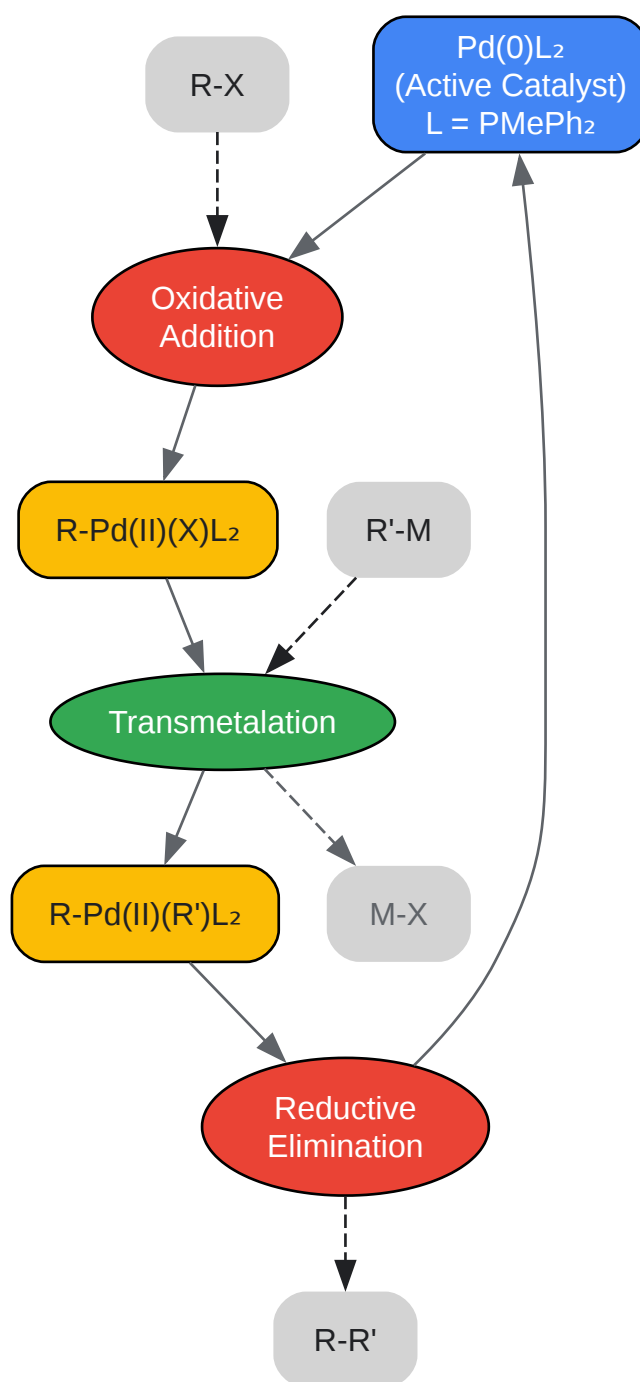 R-X
Pd(0)L₂
(Active Catalyst)
L = PMePh₂
Oxidative
Addition
R-Pd(II)(X)L₂
R'-M
Transmetalation
R-Pd(II)(R')L₂
M-X
Reductive
Elimination
R-R'